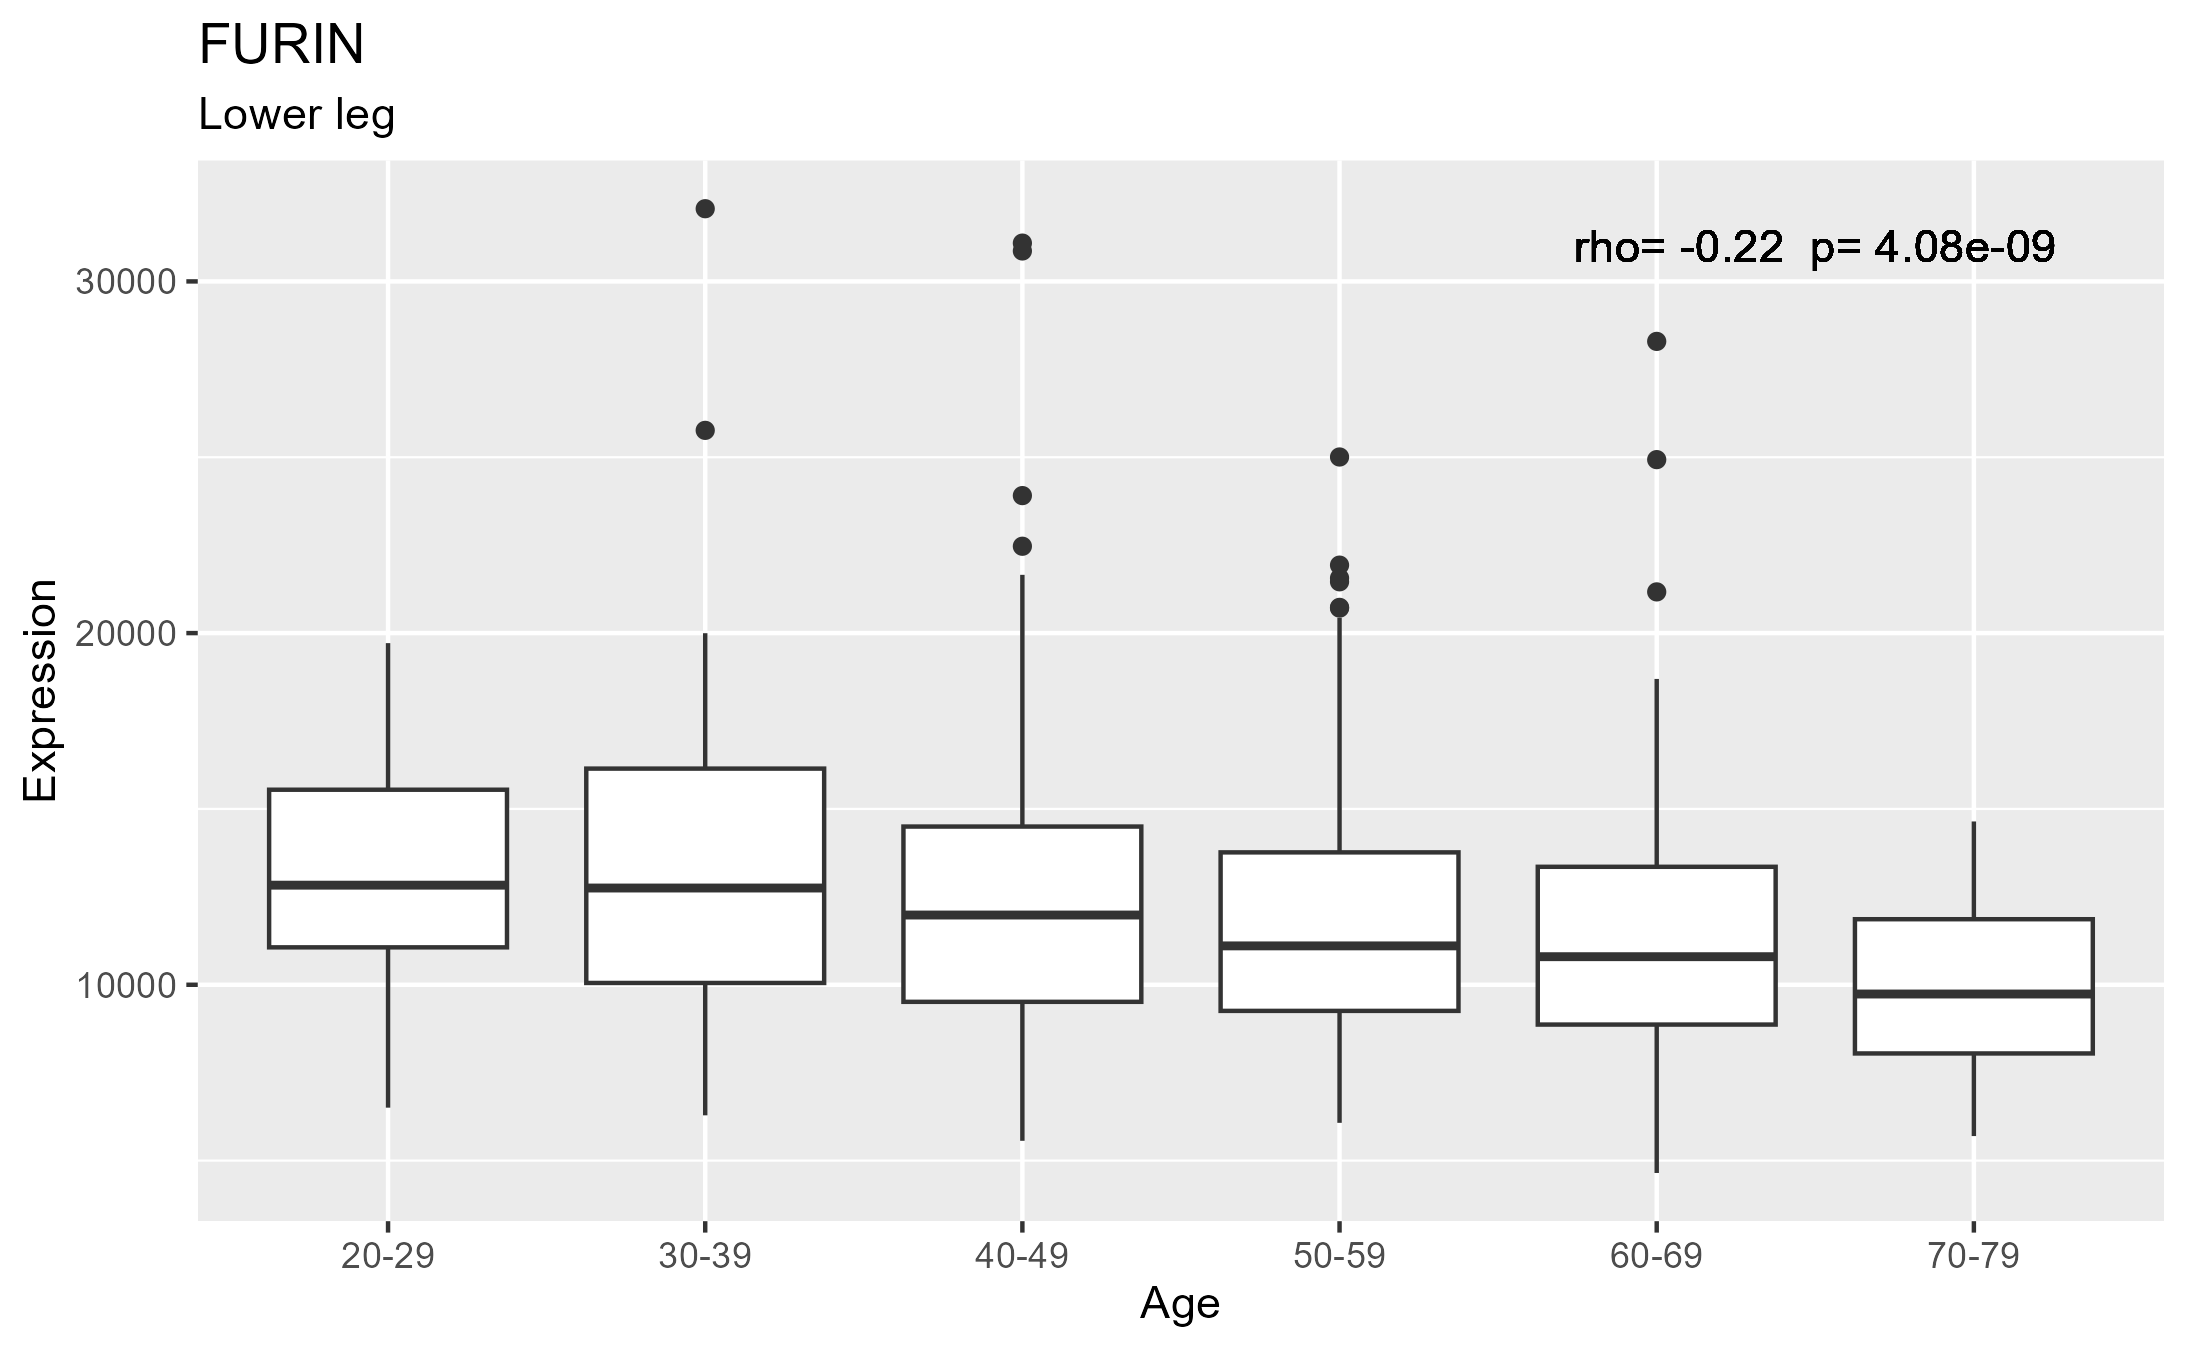 FURIN
Lower leg
rho= -0.22  p= 4.08e-09
30000
20000
10000
Expression
20-29 30-39 40-49 50-59 60-69 70-79
Age